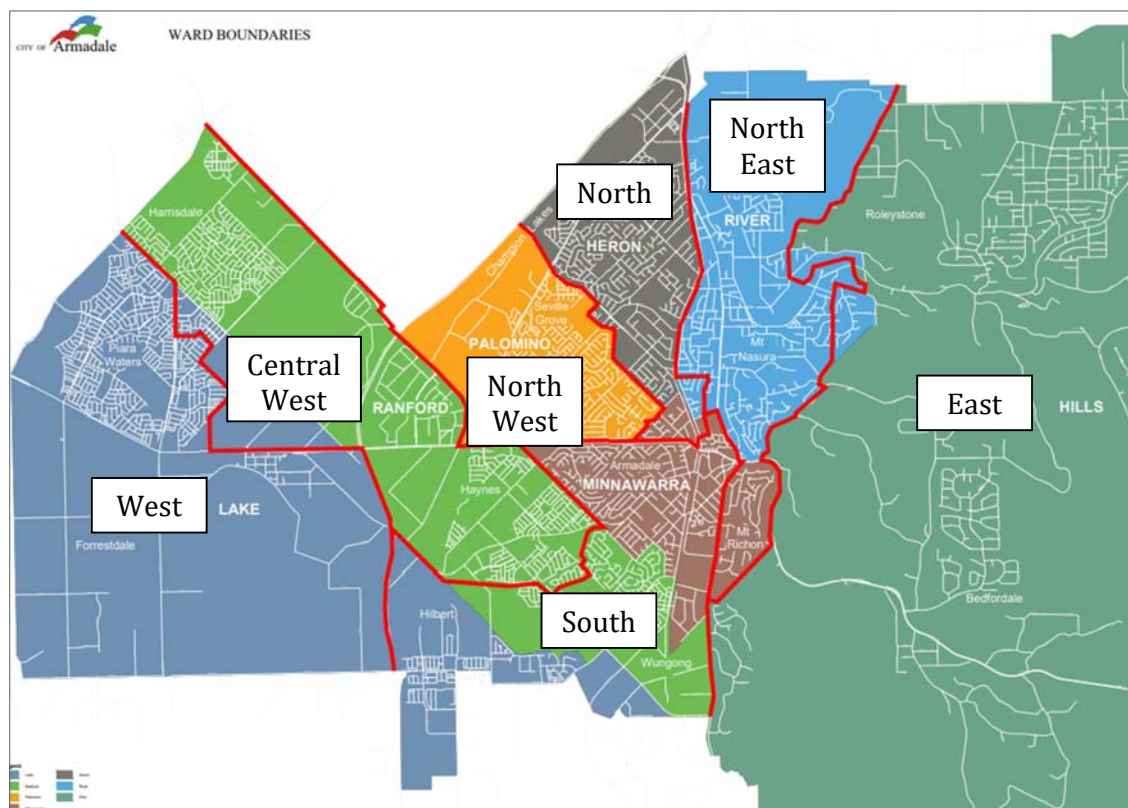 CITY OF Armadale
WARD BOUNDARIES
North
East
North
Harrisdale
Lakes
Champion
HERON
RIVER
Roleystone
Seville
Grove
PALOMINO
Piara
Waters
Mt
Nasura
Central
West
RANFORD
North
West
East
HILLS
Armadale
MINNAWARRA
Haynes
West
LAKE
Forrestdale
Mt
Richon
Hilbert
South
Bedfordale
Wungong